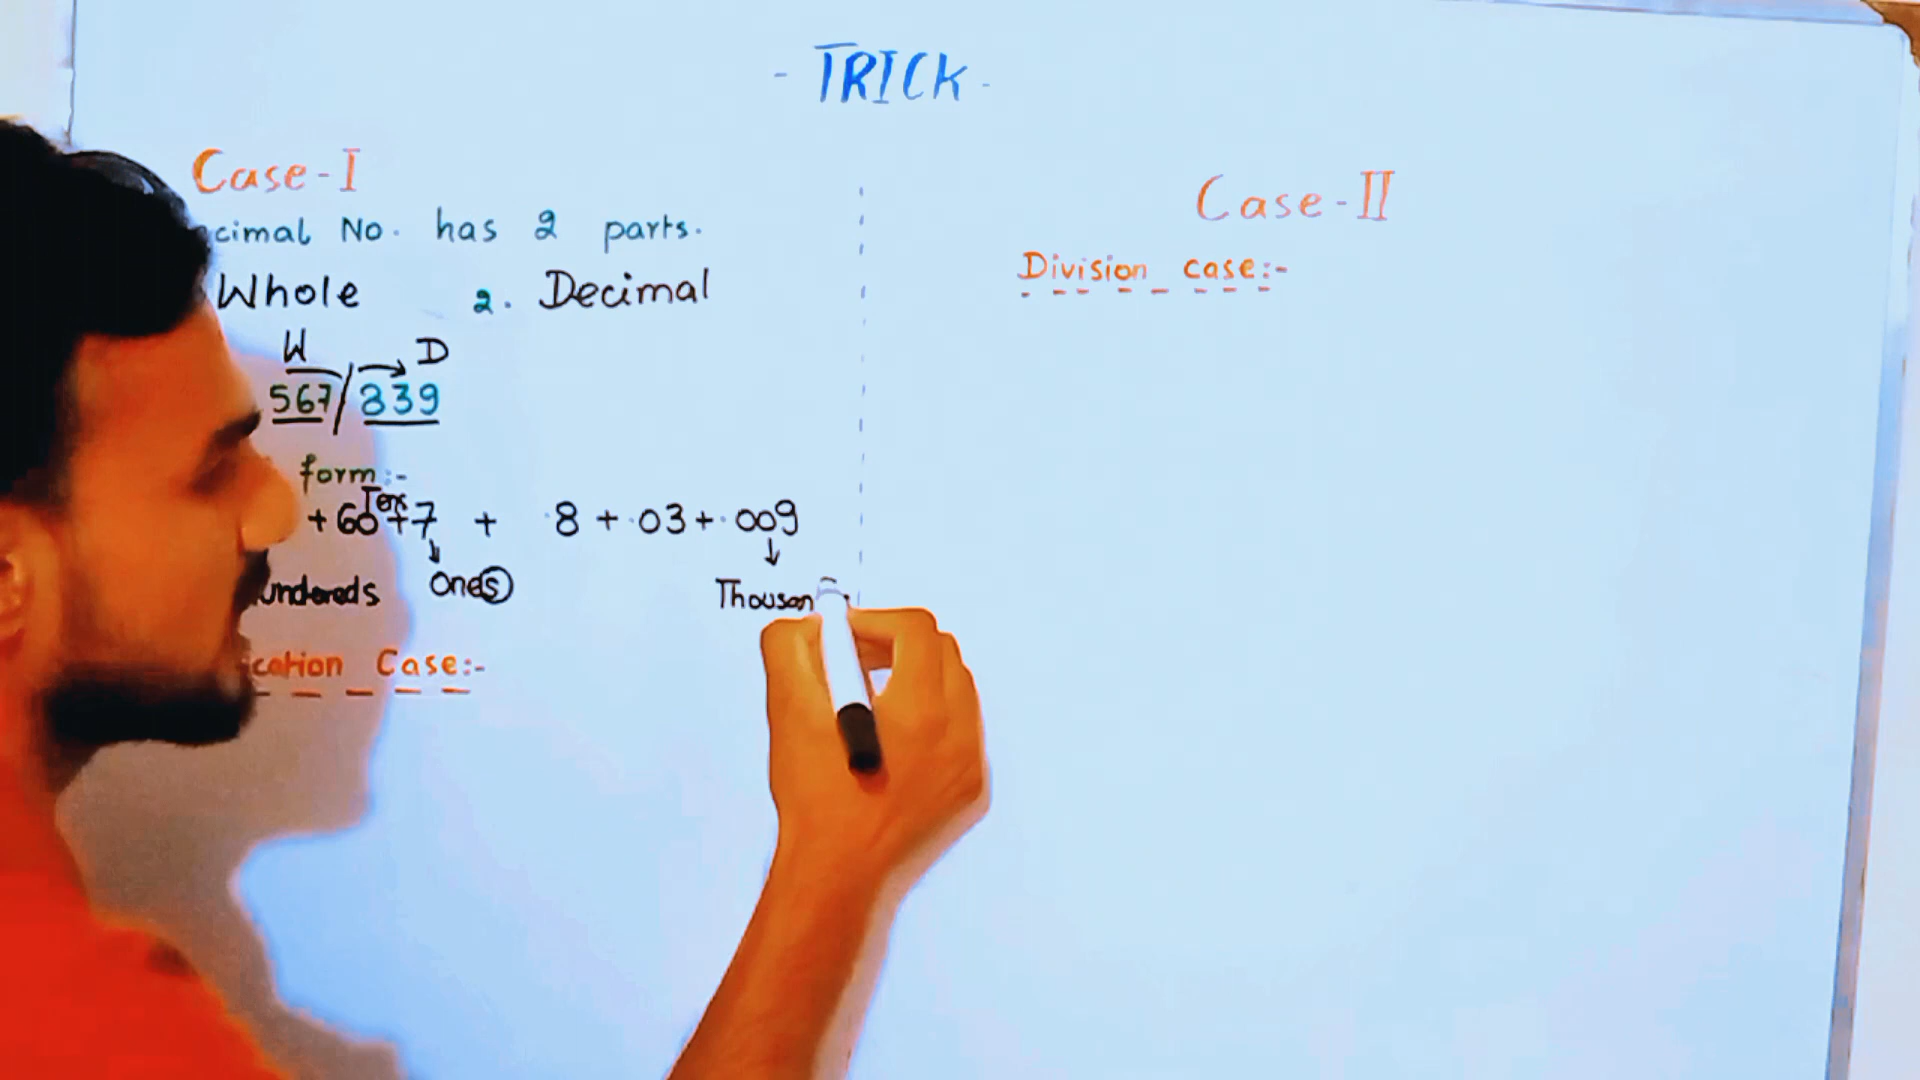 - TRICK -
Case-I
cimal No. has 2 parts.
Whole 2. Decimal
W D
567/839
form:-
Tens
+60+7 + .8 + .03 + .009
Ones
undereds Thousan
cation Case:-
Case-II
Division case:-